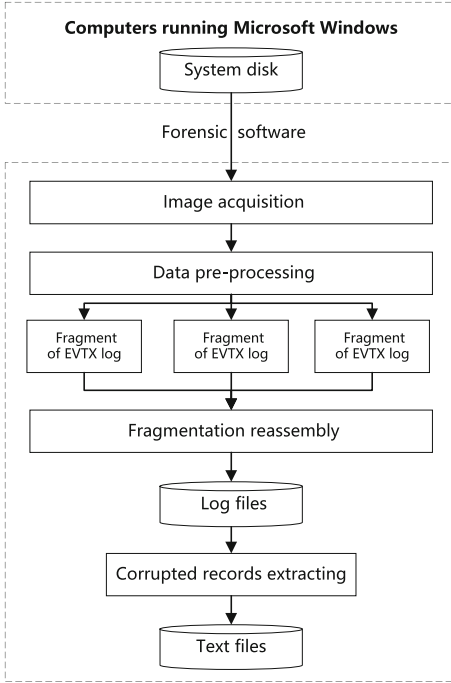 Computers running Microsoft Windows
System disk
Forensic software
Image acquisition
Data pre-processing
Fragment
of EVTX log
Fragment
of EVTX log
Fragment
of EVTX log
Fragmentation reassembly
Log files
Corrupted records extracting
Text files